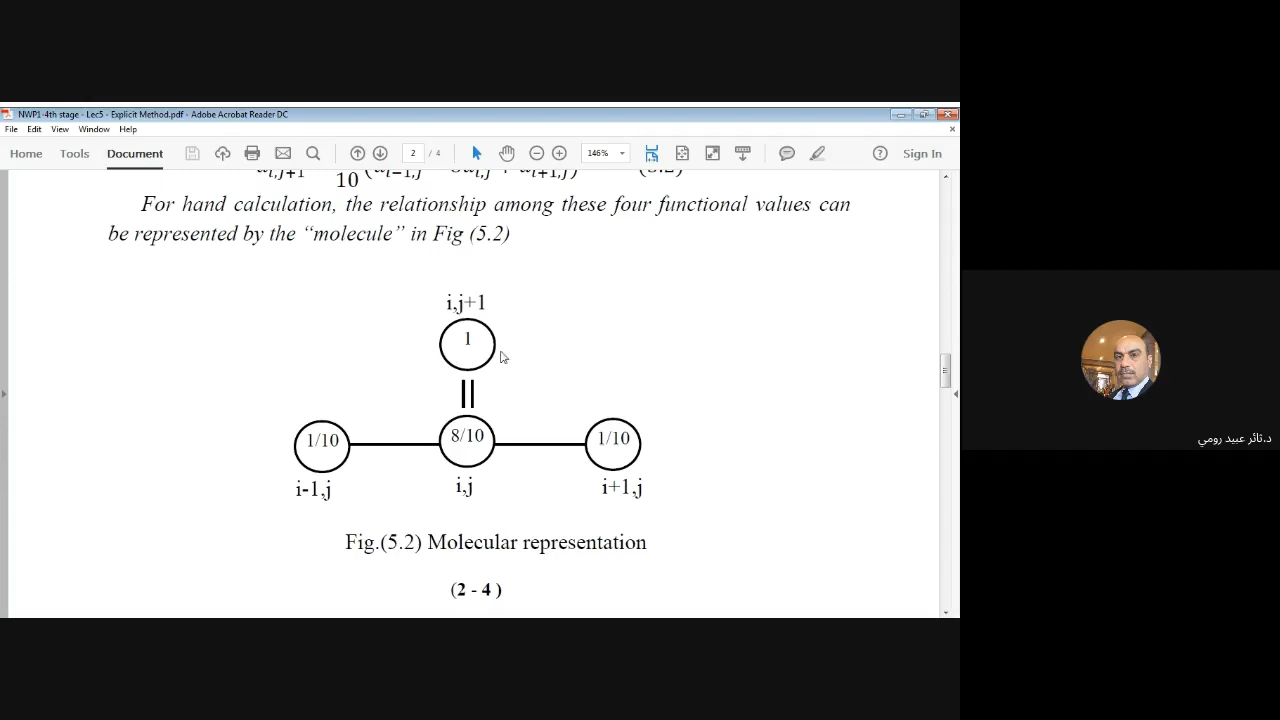 NWP1-4th stage - Lec5 - Explicit Method.pdf - Adobe Acrobat Reader DC
File Edit View Window Help
Home Tools Document 2 / 4 146% Sign In
10
For hand calculation, the relationship among these four functional values can
be represented by the “molecule” in Fig (5.2)
i,j+1
1
1/10 8/10 1/10
i-1,j i,j i+1,j
Fig.(5.2) Molecular representation
(2 - 4 )
د.ثائر عبيد رومي